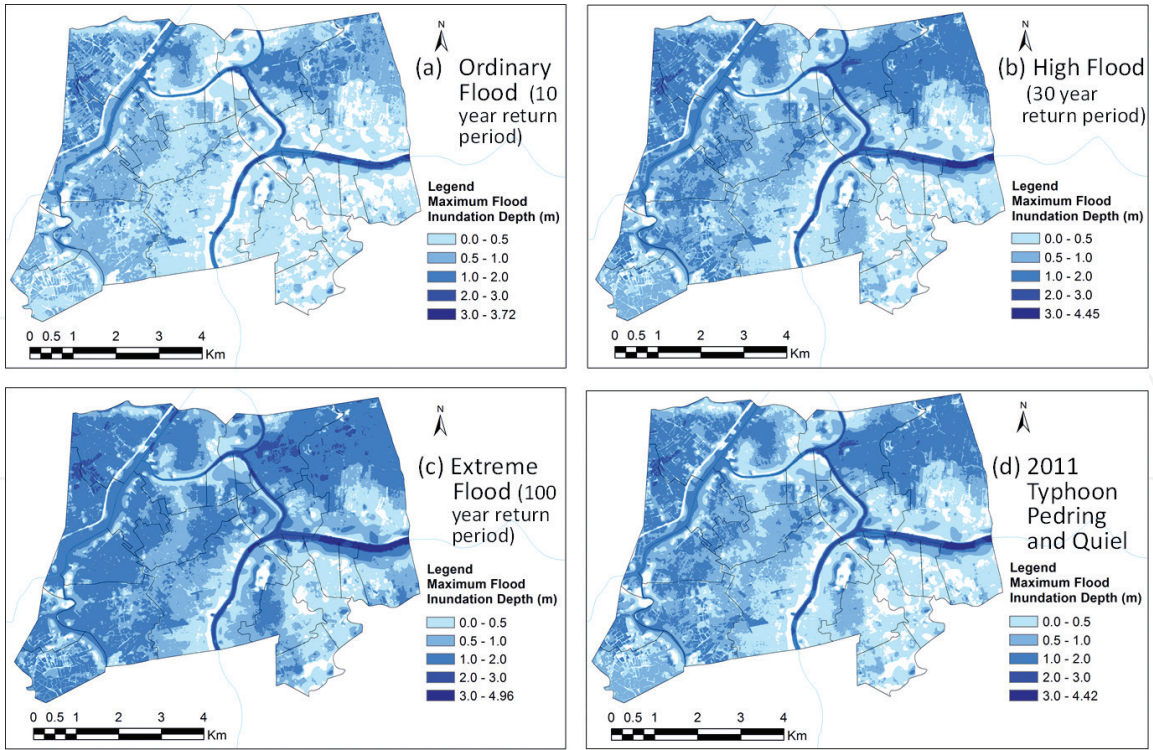 N
(a) Ordinary
Flood (10
year return
period)
Legend
Maximum Flood
Inundation Depth (m)
0.0 - 0.5
0.5 - 1.0
1.0 - 2.0
2.0 - 3.0
3.0 - 3.72
0 0.5 1 2 3 4
Km
N
(b) High Flood
(30 year
return period)
Legend
Maximum Flood
Inundation Depth (m)
0.0 - 0.5
0.5 - 1.0
1.0 - 2.0
2.0 - 3.0
3.0 - 4.45
0 0.5 1 2 3 4
Km
N
(c) Extreme
Flood (100
year return
period)
Legend
Maximum Flood
Inundation Depth (m)
0.0 - 0.5
0.5 - 1.0
1.0 - 2.0
2.0 - 3.0
3.0 - 4.96
0 0.5 1 2 3 4
Km
N
(d) 2011
Typhoon
Pedring
and Quiel
Legend
Maximum Flood
Inundation Depth (m)
0.0 - 0.5
0.5 - 1.0
1.0 - 2.0
2.0 - 3.0
3.0 - 4.42
0 0.5 1 2 3 4
Km